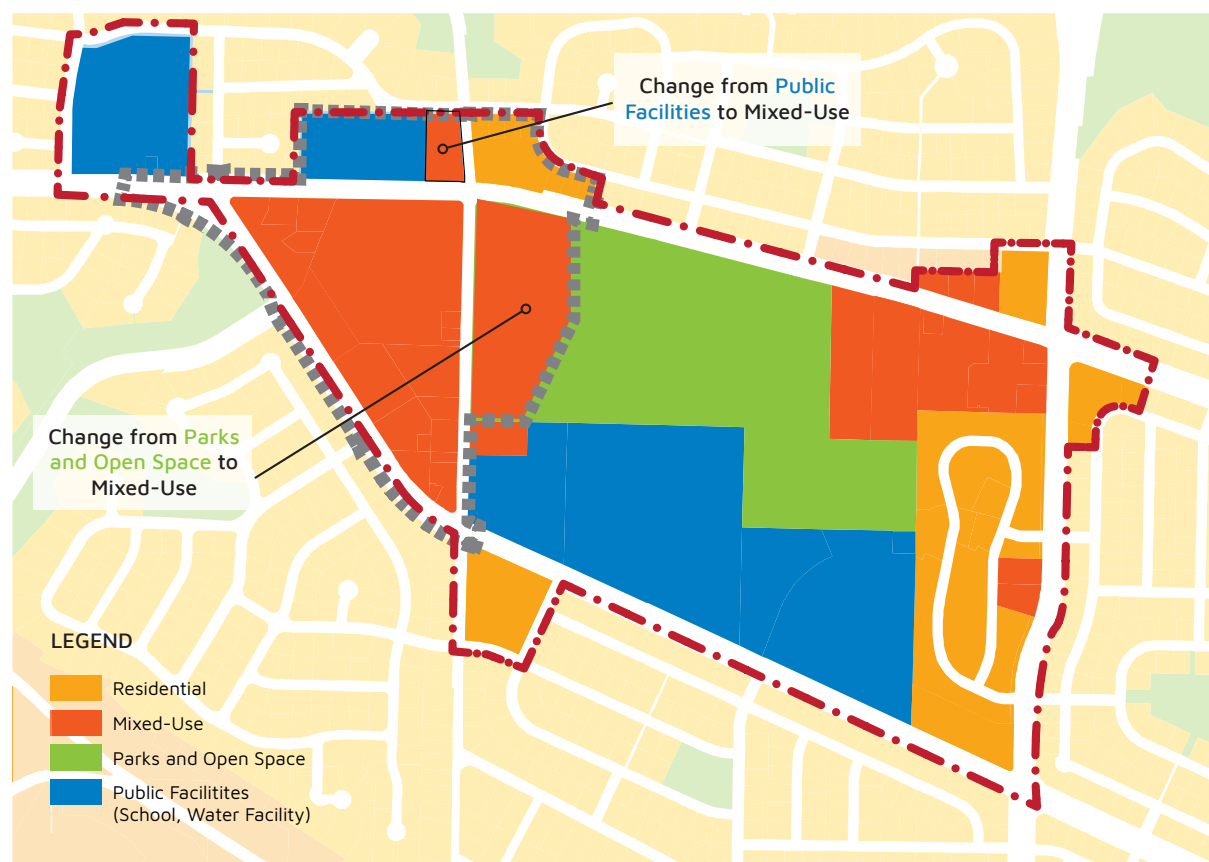 Change from Public
Facilities to Mixed-Use
Change from Parks
and Open Space to
Mixed-Use
LEGEND
Residential
Mixed-Use
Parks and Open Space
Public Facilitites
(School, Water Facility)